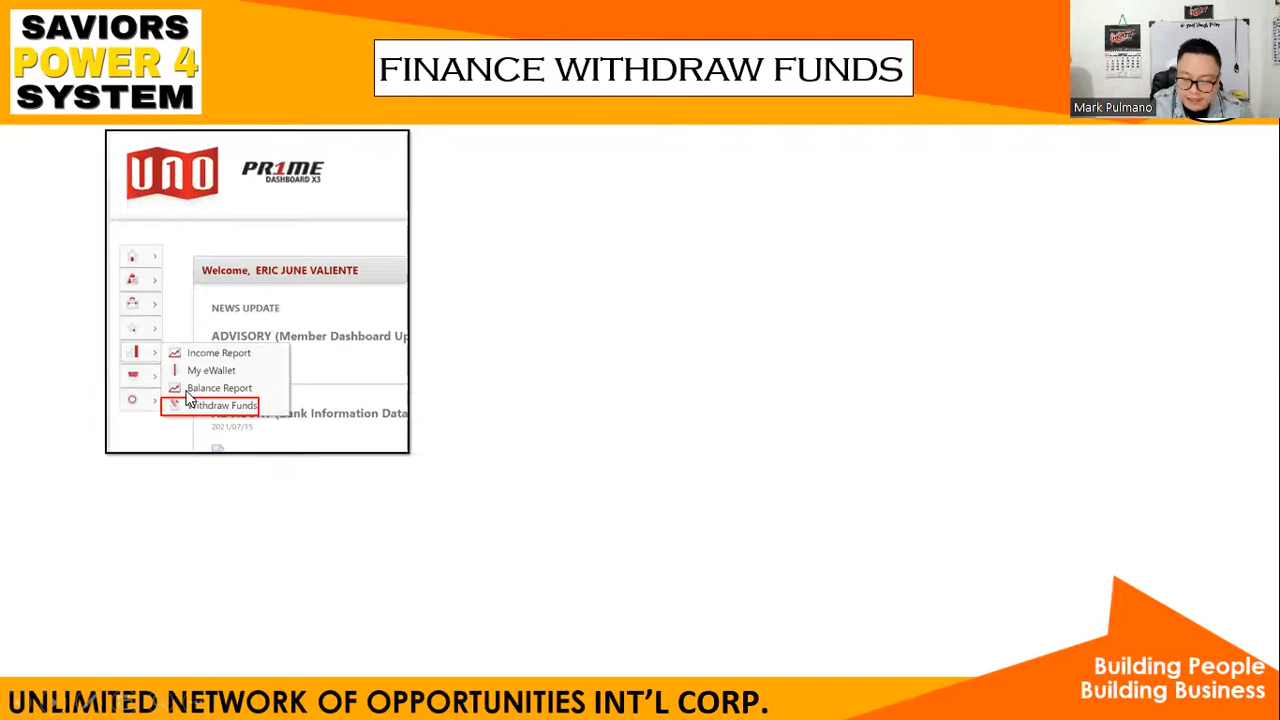 SAVIORS
POWER 4
SYSTEM
FINANCE WITHDRAW FUNDS
Mark Pulmano
UNO
PR1ME
DASHBOARD X3
Welcome, ERIC JUNE VALIENTE
NEWS UPDATE
ADVISORY (Member Dashboard Up
Income Report
My eWallet
Balance Report
Withdraw Funds
ank Information Data
2021/07/15
Building People
Building Business
UNLIMITED NETWORK OF OPPORTUNITIES INT'L CORP.